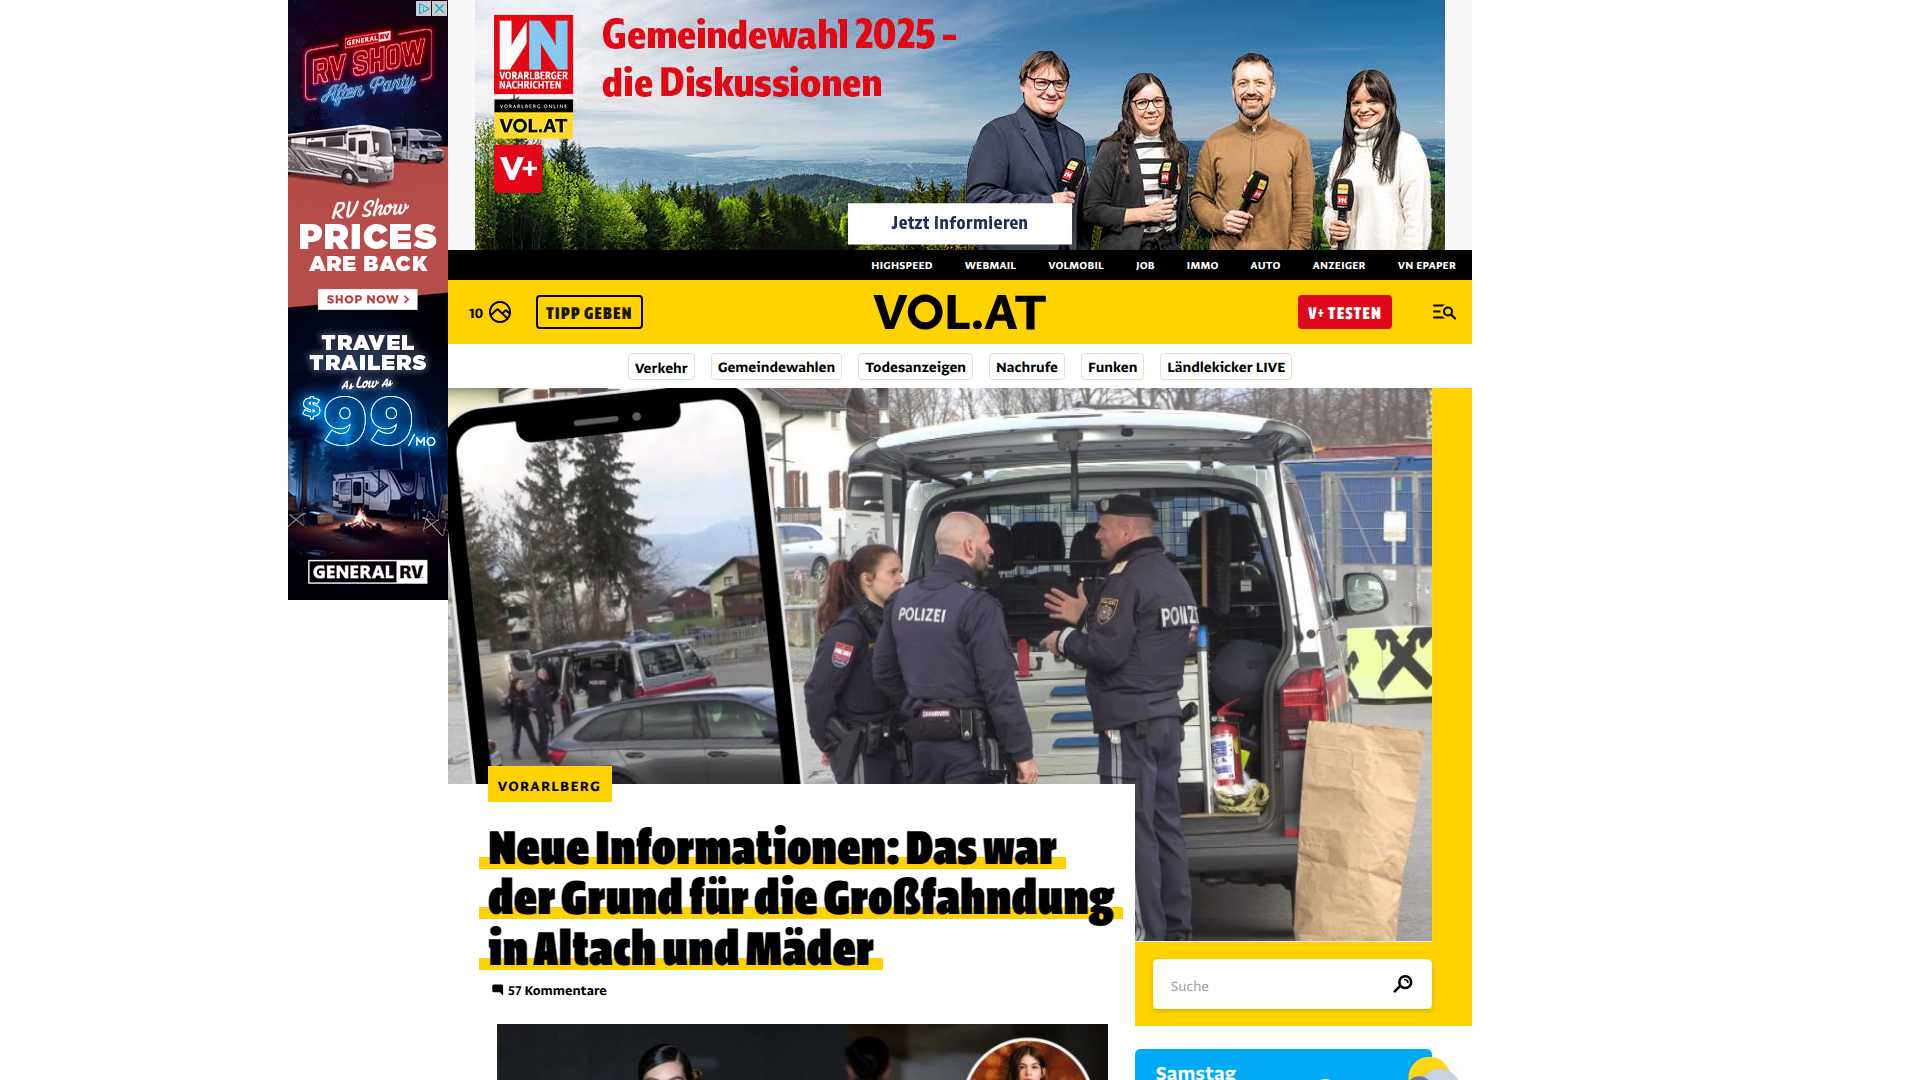 GENERAL RV
RV SHOW
After Party
RV Show
PRICES
ARE BACK
SHOP NOW >
TRAVEL
TRAILERS
As Low As
$99/MO
GENERAL RV
VN
VORARLBERGER
NACHRICHTEN
VORARLBERG ONLINE
VOL.AT
V+
Gemeindewahl 2025 –
die Diskussionen
Jetzt Informieren
HIGHSPEED WEBMAIL VOLMOBIL JOB IMMO AUTO ANZEIGER VN EPAPER
10 TIPP GEBEN VOL.AT V+ TESTEN
Verkehr Gemeindewahlen Todesanzeigen Nachrufe Funken Ländlekicker LIVE
POLIZEI
POLIZEI
VORARLBERG
Neue Informationen: Das war
der Grund für die Großfahndung
in Altach und Mäder
57 Kommentare
Suche
Samstag